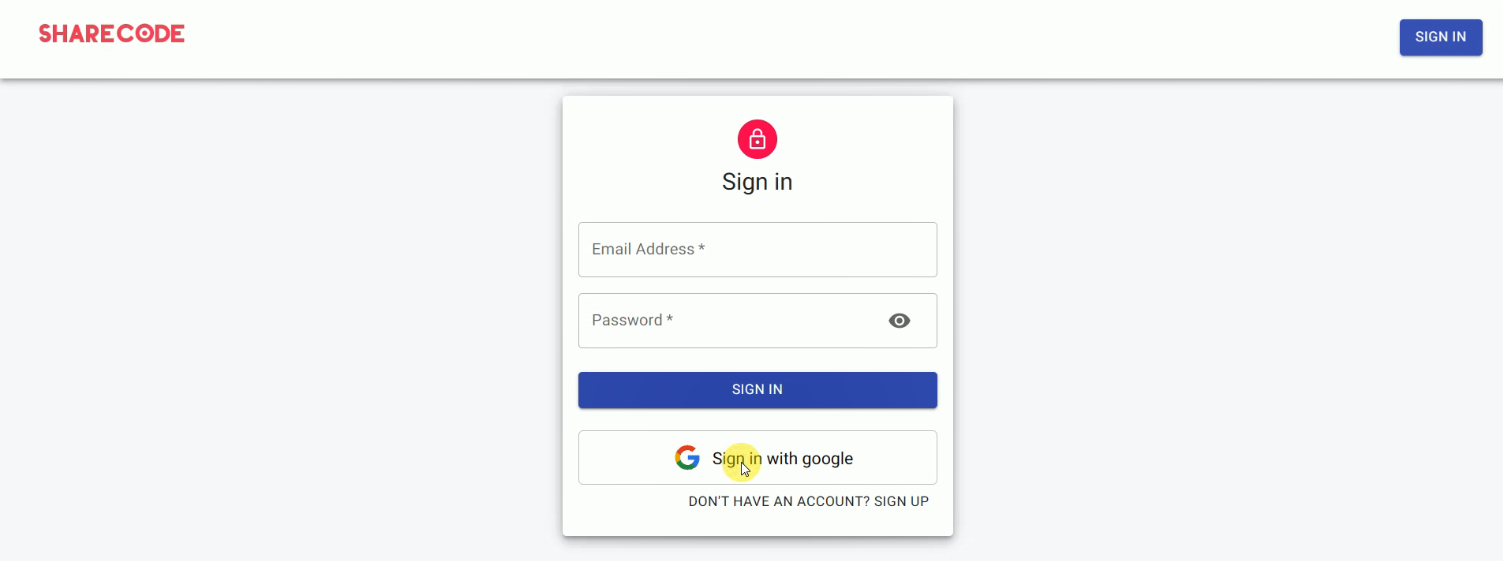 SHARECODE
SIGN IN
Sign in
Email Address *
Password *
SIGN IN
Sign in with google
DON'T HAVE AN ACCOUNT? SIGN UP